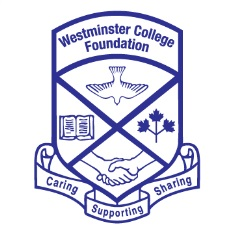 Westminster College
Foundation
Caring
Supporting
Sharing